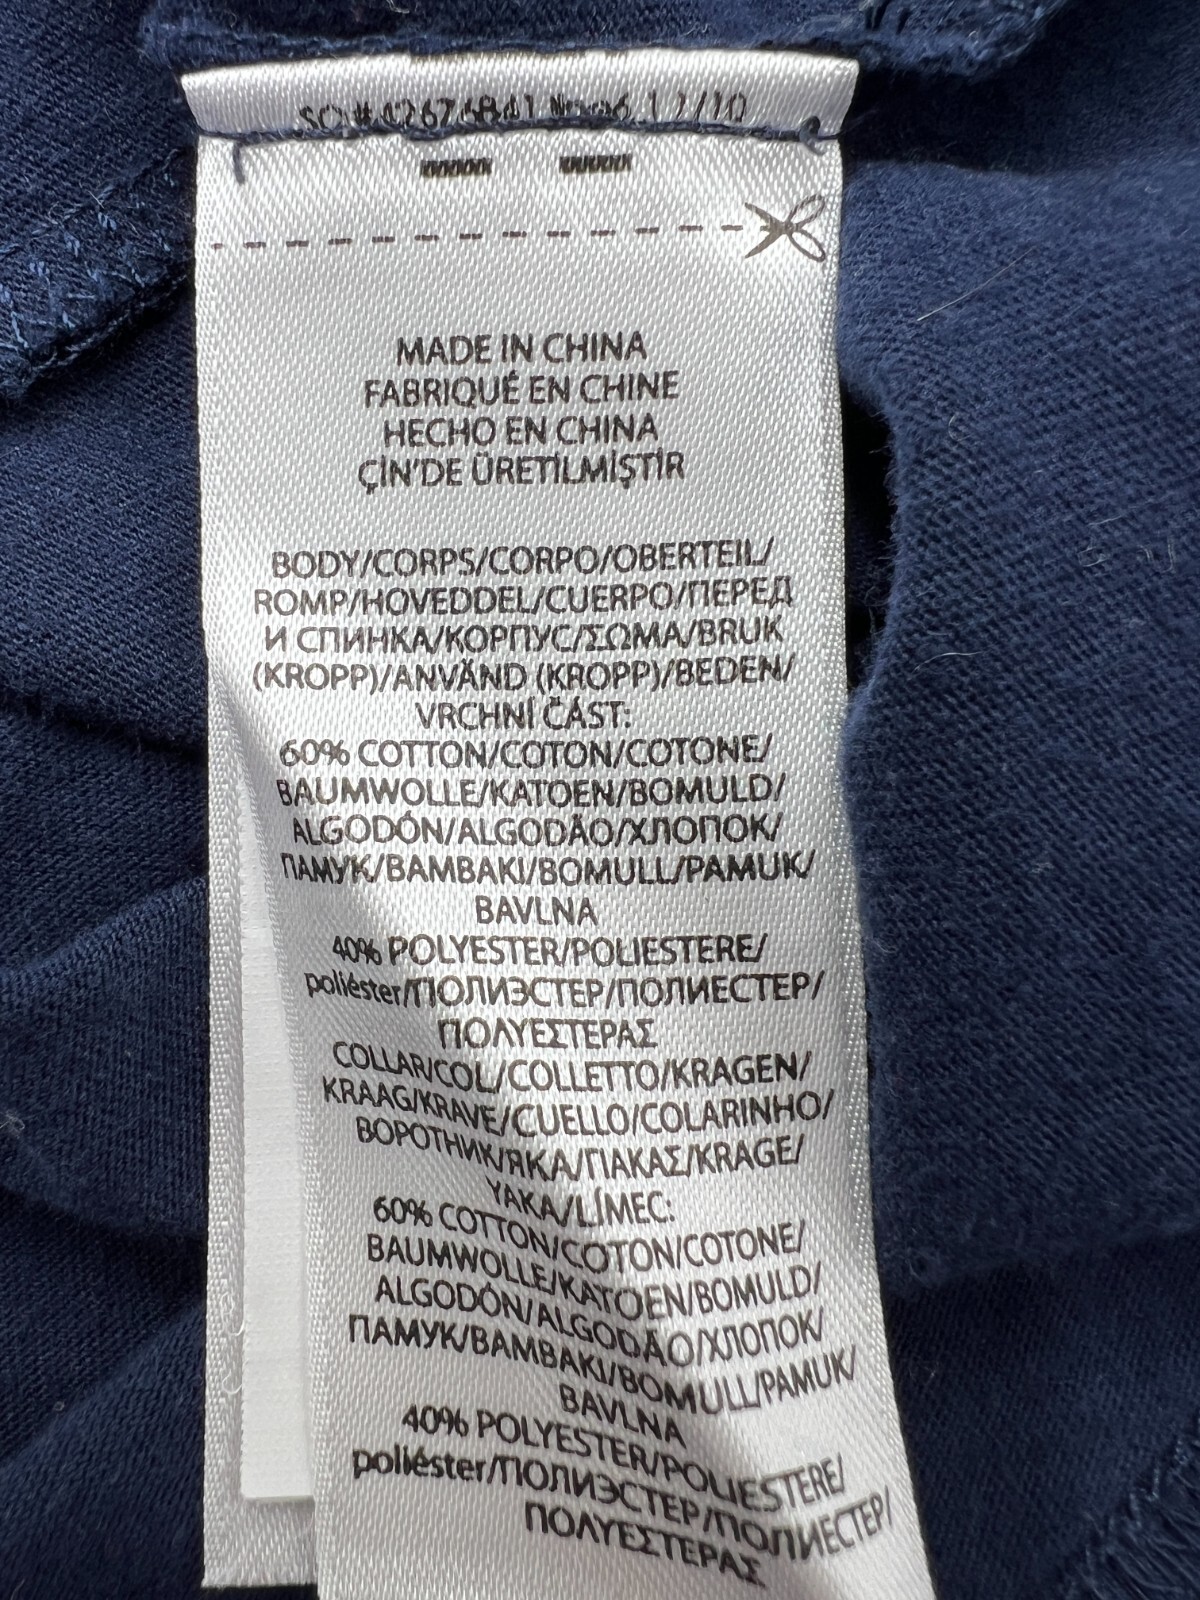 MADE IN CHINA
FABRIQUÉ EN CHINE
HECHO EN CHINA
ÇİN'DE ÜRETİLMİŞTİR
BODY/CORPS/CORPO/OBERTEIL/
ROMP/HOVEDDEL/CUERPO/ПЕРЕД
И СПИНКА/КОРПУС/ΣΩΜΑ/BRUK
(KROPP)/ANVÄND (KROPP)/BEDEN/
VRCHNÍ ČÁST:
60% COTTON/COTON/COTONE/
BAUMWOLLE/KATOEN/BOMULD/
ALGODÓN/ALGODÃO/ХЛОПОК/
ПАМУК/BAMBAKI/BOMULL/PAMUK/
BAVLNA
40% POLYESTER/POLIESTERE/
poliéster/ПОЛИЭСТЕР/ПОЛИЕСТЕР/
ΠΟΛΥΕΣΤΕΡΑΣ
COLLAR/COL/COLLETTO/KRAGEN/
KRAAG/KRAVE/CUELLO/COLARINHO/
ВОРОТНИК/ЯКА/ΓΙΑΚΑΣ/KRAGE/
YAKA/LÍMEC:
60% COTTON/COTON/COTONE/
BAUMWOLLE/KATOEN/BOMULD/
ALGODÓN/ALGODÃO/ХЛОПОК/
ПАМУК/BAMBAKI/BOMULL/PAMUK/
BAVLNA
40% POLYESTER/POLIESTERE/
poliéster/ПОЛИЭСТЕР/ПОЛИЕСТЕР/
ΠΟΛΥΕΣΤΕΡΑΣ